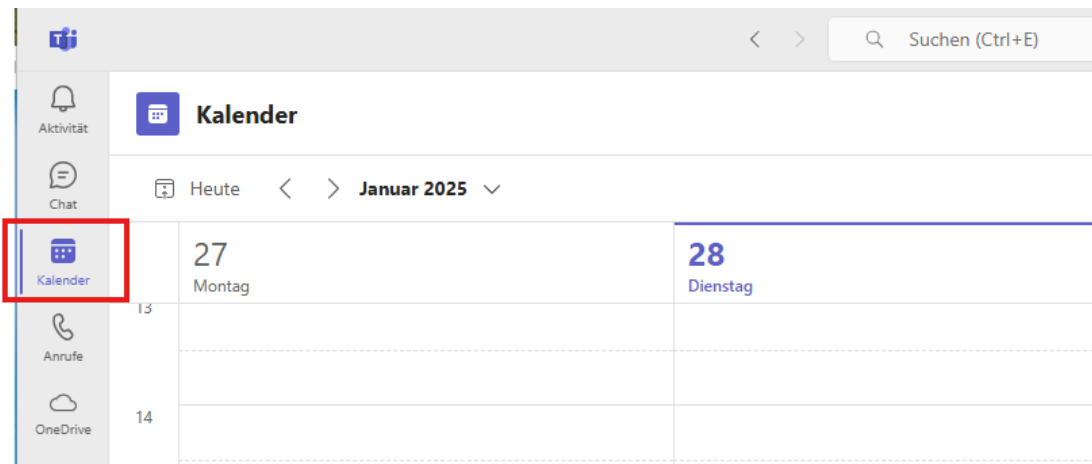 Suchen (Ctrl+E)
Aktivität
Kalender
Chat
Heute
Januar 2025
Kalender
27
Montag
28
Dienstag
13
Anrufe
14
OneDrive